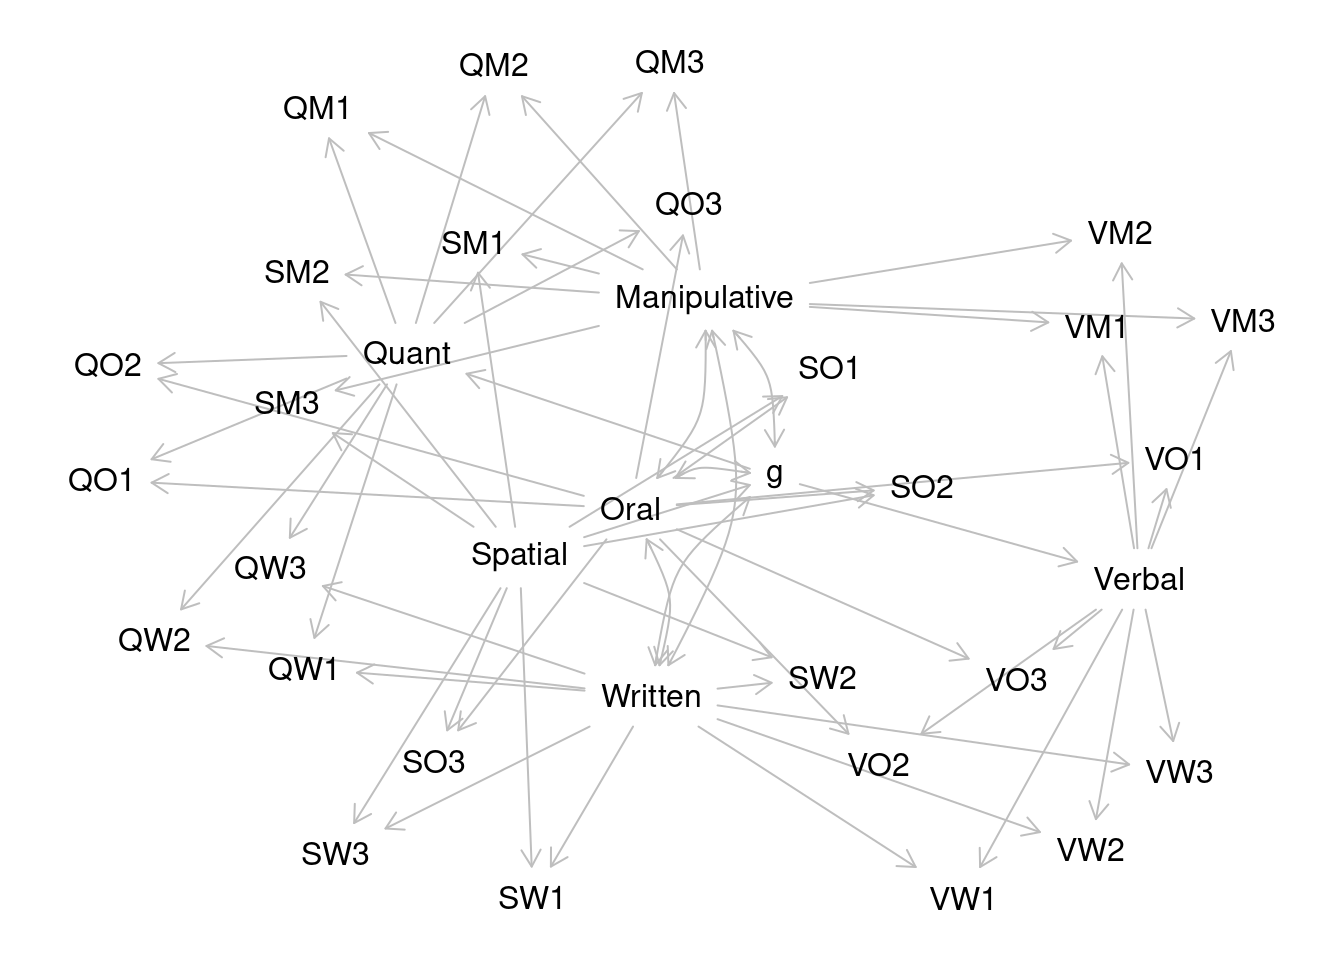 QM3
QM2
QM1
QO3
VM2
SM1
SM2
Manipulative
VM3
VM1
Quant
QO2
SO1
SM3
VO1
g
QO1
SO2
Oral
Spatial
QW3
Verbal
QW2
QW1
SW2
VO3
Written
SO3
VO2
VW3
VW2
SW3
SW1
VW1